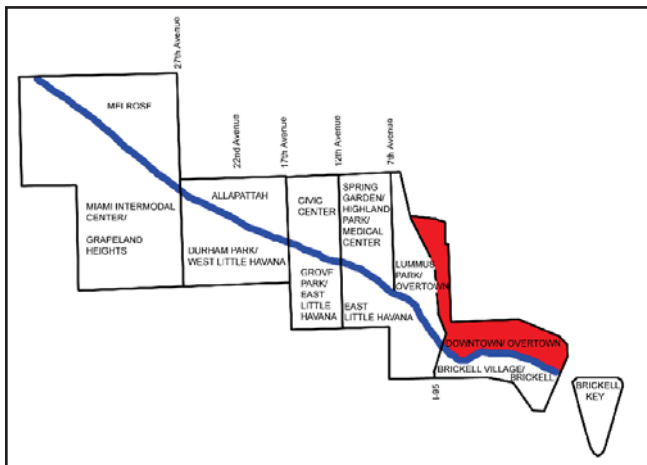 27th Avenue
22nd Avenue
17th Avenue
12th Avenue
7th Avenue
MELROSE
MIAMI INTERMODAL
CENTER/
GRAPELAND
HEIGHTS
ALLAPATTAH
DURHAM PARK/
WEST LITTLE HAVANA
CIVIC
CENTER
GROVE
PARK/
EAST
LITTLE
HAVANA
SPRING
GARDEN/
HIGHLAND
PARK/
MEDICAL
CENTER
EAST
LITTLE HAVANA
LUMMUS
PARK/
OVERTOWN
DOWNTOWN/ OVERTOWN
BRICKELL VILLAGE/
BRICKELL
I-95
BRICKELL
KEY